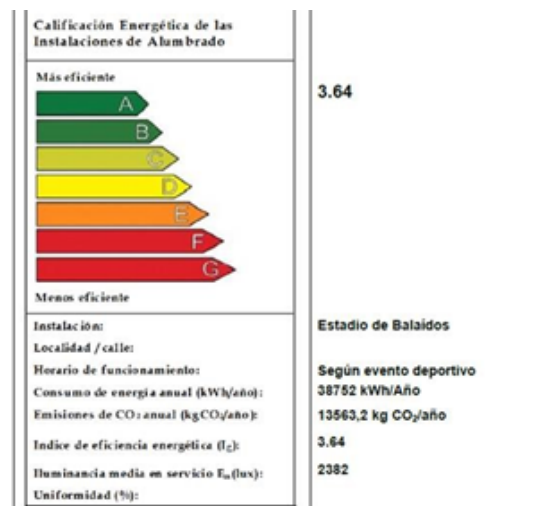 Calificación Energética de las
Instalaciones de Alumbrado
Más eficiente
3.64
A
B
C
D
E
F
G
Menos eficiente
Instalación: Estadio de Balaídos
Localidad / calle:
Horario de funcionamiento: Según evento deportivo
Consumo de energía anual (kWh/año): 38752 kWh/Año
Emisiones de CO2 anual (kgCO2/año): 13563,2 kg CO2/año
Indice de eficiencia energética (IE): 3.64
Iluminancia media en servicio Em(lux): 2382
Uniformidad (%):